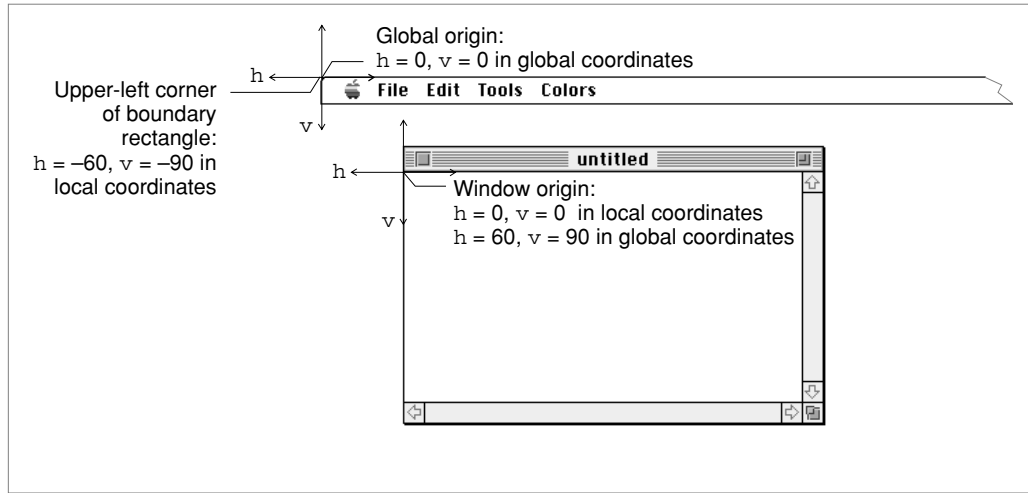 Global origin:
h = 0, v = 0 in global coordinates
h
Upper-left corner
of boundary
rectangle:
h = –60, v = –90 in
local coordinates
File Edit Tools Colors
v
untitled
h
Window origin:
h = 0, v = 0 in local coordinates
h = 60, v = 90 in global coordinates
v